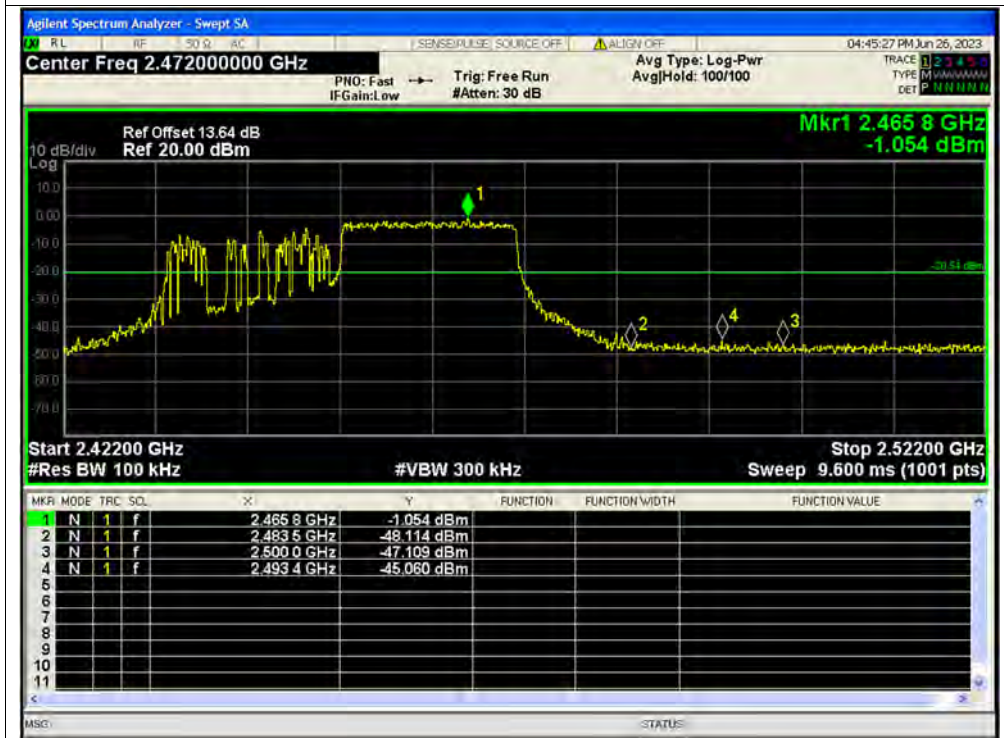 Agilent Spectrum Analyzer - Swept SA
RL RF 50 Ω AC SENSE:PULSE SOURCE OFF ALIGN OFF 04:45:27 PM Jun 26, 2023
Center Freq 2.472000000 GHz
PNO: Fast
IFGain:Low
Trig: Free Run
#Atten: 30 dB
Avg Type: Log-Pwr
Avg|Hold: 100/100
TRACE 1 2 3 4 5 6
TYPE M WWWWW
DET P N N N N N
Mkr1 2.465 8 GHz
-1.054 dBm
Ref Offset 13.64 dB
10 dB/div Ref 20.00 dBm
Log
10.0
0.00
-10.0
-20.0
-30.0
-40.0
-50.0
-60.0
-70.0
1
-20.54 dBm
2
4
3
Start 2.42200 GHz Stop 2.52200 GHz
#Res BW 100 kHz #VBW 300 kHz Sweep 9.600 ms (1001 pts)
MKR MODE TRC SCL X Y FUNCTION FUNCTION WIDTH FUNCTION VALUE
1 N 1 f 2.465 8 GHz -1.054 dBm
2 N 1 f 2.483 5 GHz -48.114 dBm
3 N 1 f 2.500 0 GHz -47.109 dBm
4 N 1 f 2.493 4 GHz -45.060 dBm
5
6
7
8
9
10
11
MSG STATUS